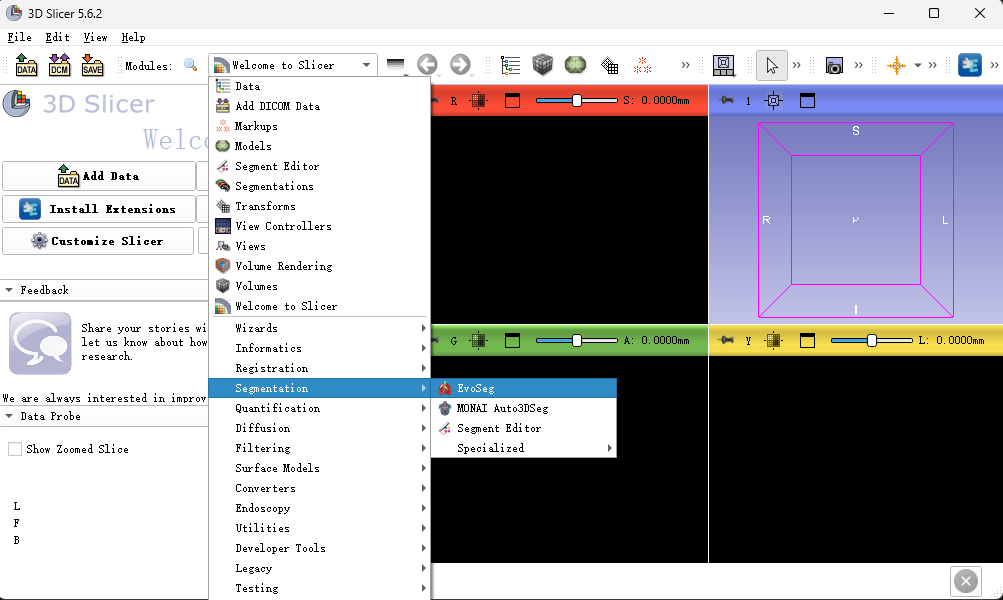 3D Slicer 5.6.2
File Edit View Help
DATA DCM SAVE Modules: Welcome to Slicer
3D Slicer
Welc
DATA Add Data
Install Extensions
Customize Slicer
Feedback
Share your stories wi
let us know about how
research.
We are always interested in improv
Data Probe
Show Zoomed Slice
L
F
B
Data
Add DICOM Data
Markups
Models
Segment Editor
Segmentations
Transforms
View Controllers
Views
Volume Rendering
Volumes
Welcome to Slicer
Wizards
Informatics
Registration
Segmentation
Quantification
Diffusion
Filtering
Surface Models
Converters
Endoscopy
Utilities
Developer Tools
Legacy
Testing
EvoSeg
MONAI Auto3DSeg
Segment Editor
Specialized
R S: 0.0000mm
1
S
R P L
I
G A: 0.0000mm
Y L: 0.0000mm